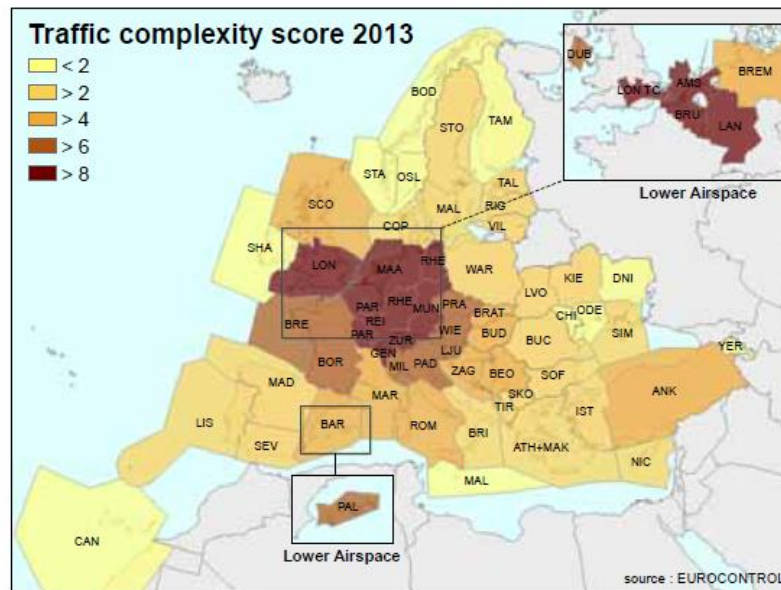 Traffic complexity score 2013
< 2
> 2
> 4
> 6
> 8
DUB
LON TC
AMS
BREM
BRU
LAN
Lower Airspace
BOD
STO
TAM
STA
OSL
SCO
TAL
COP
MAL
RIG
VIL
SHA
LON
MAA
RHE
WAR
KIE
DNI
LVO
PAR
RHE
MUN
PRA
BRAT
CHI
ODE
BRE
REI
PAR
WIE
BUD
BUC
SIM
ZUR
LJU
YER
GEN
BOR
MIL
PAD
ZAG
BEO
SOF
MAD
MAR
SKO
ANK
LIS
BAR
ROM
TIR
IST
SEV
BRI
ATH+MAK
NIC
MAL
CAN
PAL
Lower Airspace
source : EUROCONTROL